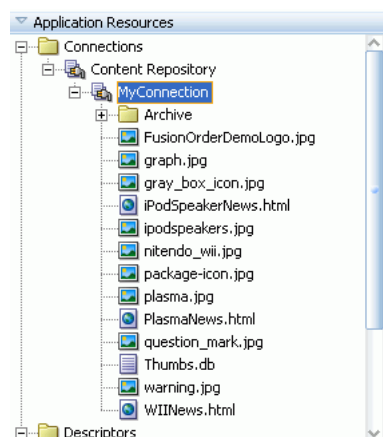 Application Resources
Connections
Content Repository
MyConnection
Archive
FusionOrderDemoLogo.jpg
graph.jpg
gray_box_icon.jpg
iPodSpeakerNews.html
ipodspeakers.jpg
nitendo_wii.jpg
package-icon.jpg
plasma.jpg
PlasmaNews.html
question_mark.jpg
Thumbs.db
warning.jpg
WIINews.html
Descriptors